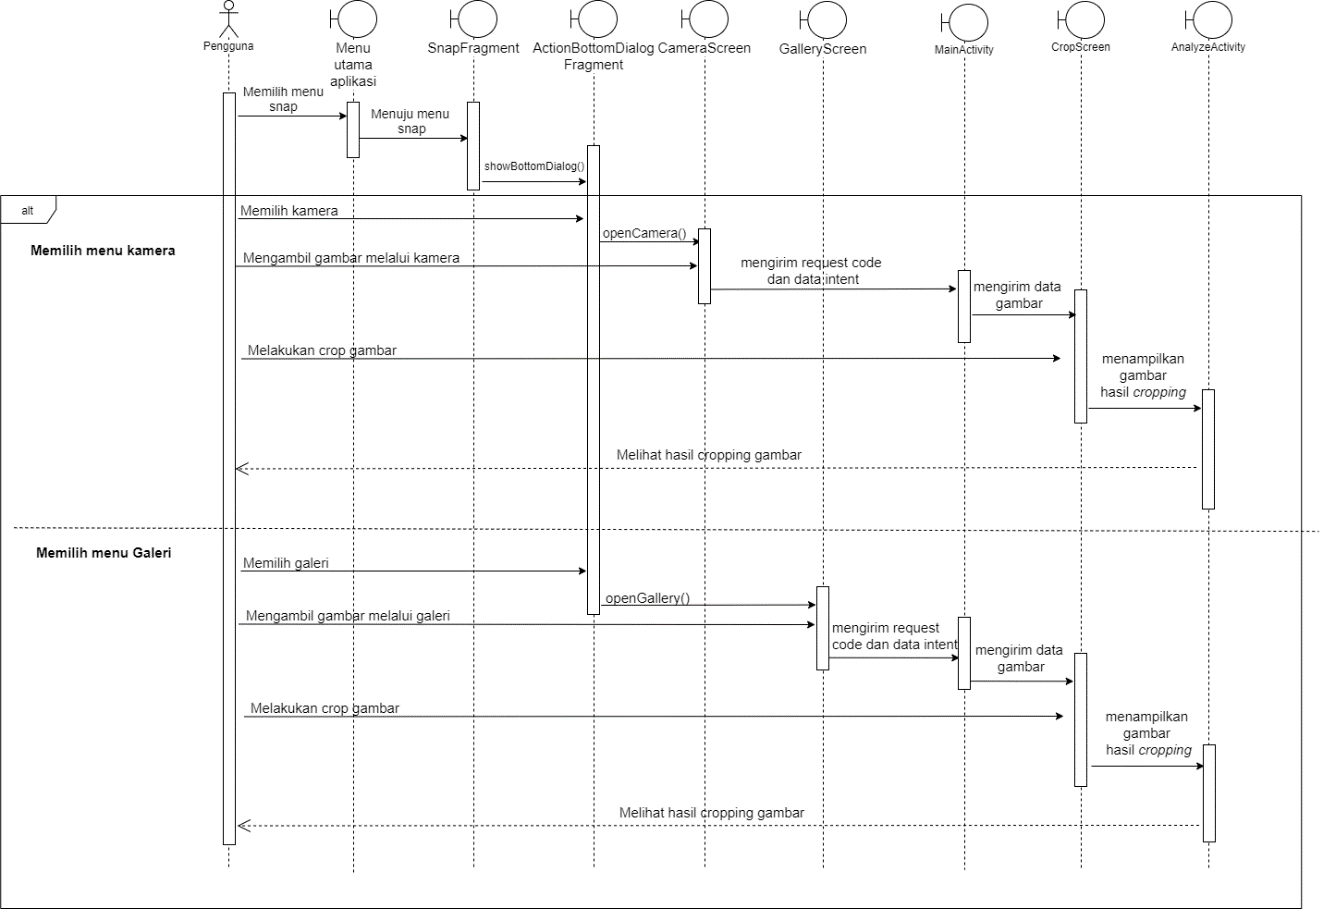 Pengguna
Menu
utama
aplikasi
SnapFragment
ActionBottomDialog
Fragment
CameraScreen
GalleryScreen
MainActivity
CropScreen
AnalyzeActivity
Memilih menu
snap
Menuju menu
snap
showBottomDialog()
alt
Memilih menu kamera
Memilih kamera
openCamera()
Mengambil gambar melalui kamera
mengirim request code
dan data intent
mengirim data
gambar
Melakukan crop gambar
menampilkan
gambar
hasil cropping
Melihat hasil cropping gambar
Memilih menu Galeri
Memilih galeri
openGallery()
Mengambil gambar melalui galeri
mengirim request
code dan data intent
mengirim data
gambar
Melakukan crop gambar
menampilkan
gambar
hasil cropping
Melihat hasil cropping gambar